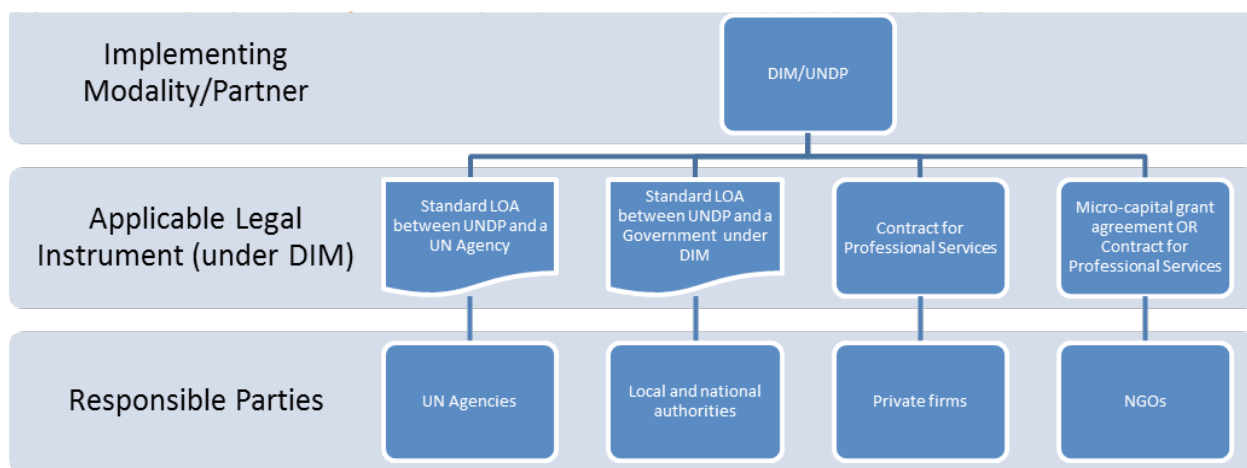 Implementing
Modality/Partner
DIM/UNDP
Applicable Legal
Instrument (under DIM)
Standard LOA
between UNDP and a
UN Agency
Standard LOA
between UNDP and a
Government under
DIM
Contract for
Professional Services
Micro-capital grant
agreement OR
Contract for
Professional Services
Responsible Parties
UN Agencies
Local and national
authorities
Private firms
NGOs